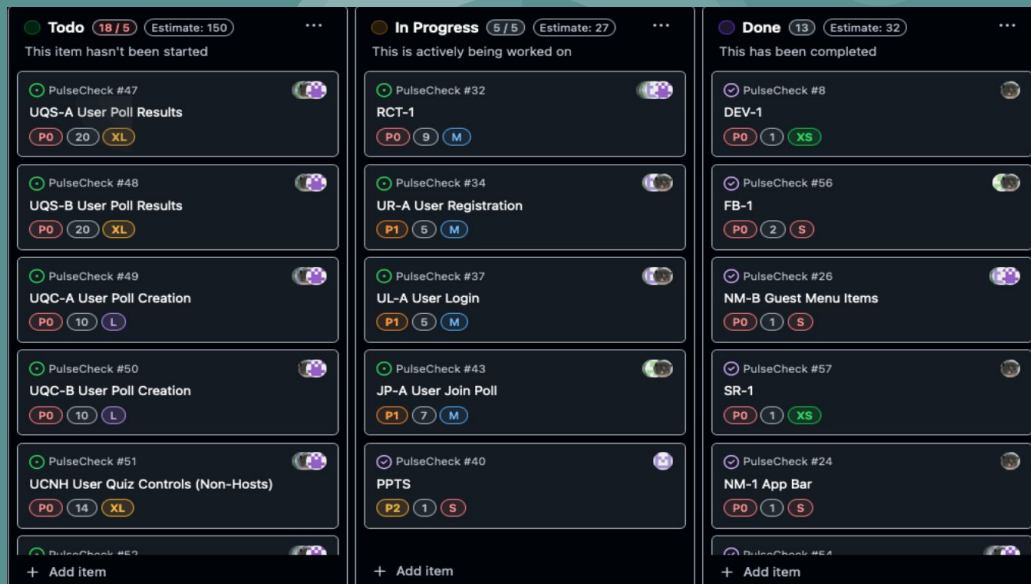 Todo 18 / 5 Estimate: 150 ...
This item hasn't been started
PulseCheck #47
UQS-A User Poll Results
P0 20 XL
PulseCheck #48
UQS-B User Poll Results
P0 20 XL
PulseCheck #49
UQC-A User Poll Creation
P0 10 L
PulseCheck #50
UQC-B User Poll Creation
P0 10 L
PulseCheck #51
UCNH User Quiz Controls (Non-Hosts)
P0 14 XL
PulseCheck #52
+ Add item
In Progress 5 / 5 Estimate: 27 ...
This is actively being worked on
PulseCheck #32
RCT-1
P0 9 M
PulseCheck #34
UR-A User Registration
P1 5 M
PulseCheck #37
UL-A User Login
P1 5 M
PulseCheck #43
JP-A User Join Poll
P1 7 M
PulseCheck #40
PPTS
P2 1 S
+ Add item
Done 13 Estimate: 32 ...
This has been completed
PulseCheck #8
DEV-1
P0 1 XS
PulseCheck #56
FB-1
P0 2 S
PulseCheck #26
NM-B Guest Menu Items
P0 1 S
PulseCheck #57
SR-1
P0 1 XS
PulseCheck #24
NM-1 App Bar
P0 1 S
PulseCheck #54
+ Add item